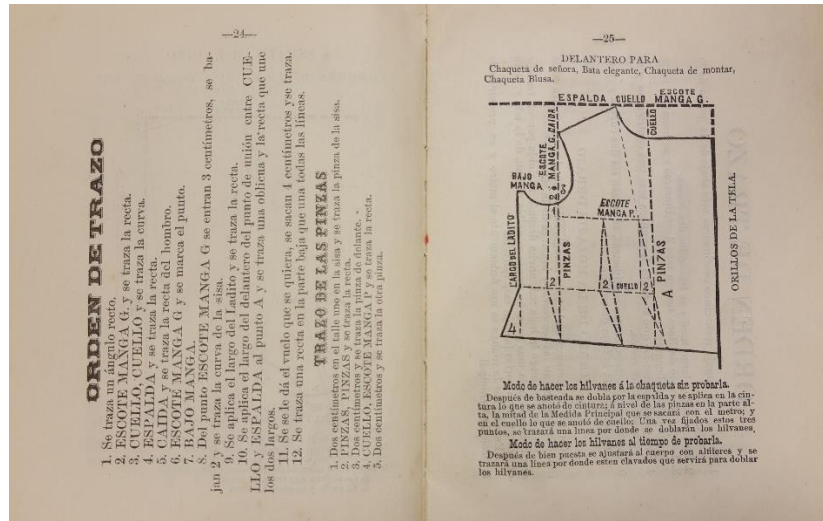 —24—
ORDEN DE TRAZO
1. Se traza un ángulo recto.
2. ESCOTE MANGA G. y se traza la recta.
3. CUELLO, CUELLO y se traza la curva.
4. ESPALDA y se traza la recta.
5. CAIDA y se traza la recta del hombro.
6. ESCOTE MANGA G y se marca el punto.
7. BAJO MANGA.
8. Del punto ESCOTE MANGA G se entran 3 centímetros, se ba-
jan 2 y se traza la curva de la sisa.
9. Se aplica el largo del Ladito y se traza la recta.
10. Se aplica el largo del delantero del punto de unión entre CUE-
LLO y ESPALDA al punto A y se traza una oblicua y la recta que une
los dos largos.
11. Se se le dá el vuelo que se quiera, se sacan 4 centímetros y se traza.
12. Se traza una recta en la parte baja que una todas las líneas.
TRAZO DE LAS PINZAS
1. Dos centímetros en el talle uno en la sisa y se traza la pinza de la sisa.
2. PINZAS, PINZAS y se traza la recta.
3. Dos centímetros y se traza la pinza de delante.
4. CUELLO, ESCOTE MANGA P y se traza la recta.
5. Dos centímetros y se traza la otra pinza.
—25—
DELANTERO PARA
Chaqueta de señora, Bata elegante, Chaqueta de montar,
Chaqueta Blusa.
ESPALDA CUELLO ESCOTE
MANGA G.
CUELLO
CAIDA
ESCOTE
MANGA G.
BAJO
MANGA
2
3
1
ESCOTE
MANGA P.
LARGO DEL LADITO
PINZAS
PINZAS
2
2 CUELLO 2
A
4
ORILLOS DE LA TELA.
Modo de hacer los hilvanes á la chaqueta sin probarla.
Después de basteada se dobla por la espalda y se aplica en la cin-
tura lo que se anotó de cintura; á nivel de las pinzas en la parte al-
ta, la mitad de la Medida Principal que se sacará con el metro; y
en el cuello lo que se anotó de cuello; Una vez fijados estos tres
puntos, se trazará una línea por donde se doblarán los hilvanes,
Modo de hacer los hilvanes al tiempo de probarla.
Después de bien puesta se ajustará al cuerpo con alfileres y se
trazará una línea por donde esten clavados que servirá para doblar
los hilvanes.